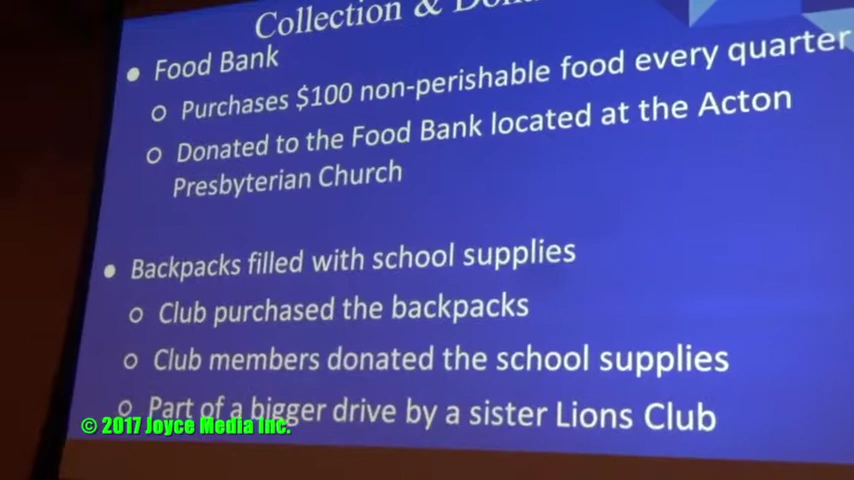 Collection &
Food Bank
Purchases $100 non-perishable food every quarter
Donated to the Food Bank located at the Acton
Presbyterian Church
Backpacks filled with school supplies
Club purchased the backpacks
Club members donated the school supplies
Part of a bigger drive by a sister Lions Club
© 2017 Joyce Media Inc.